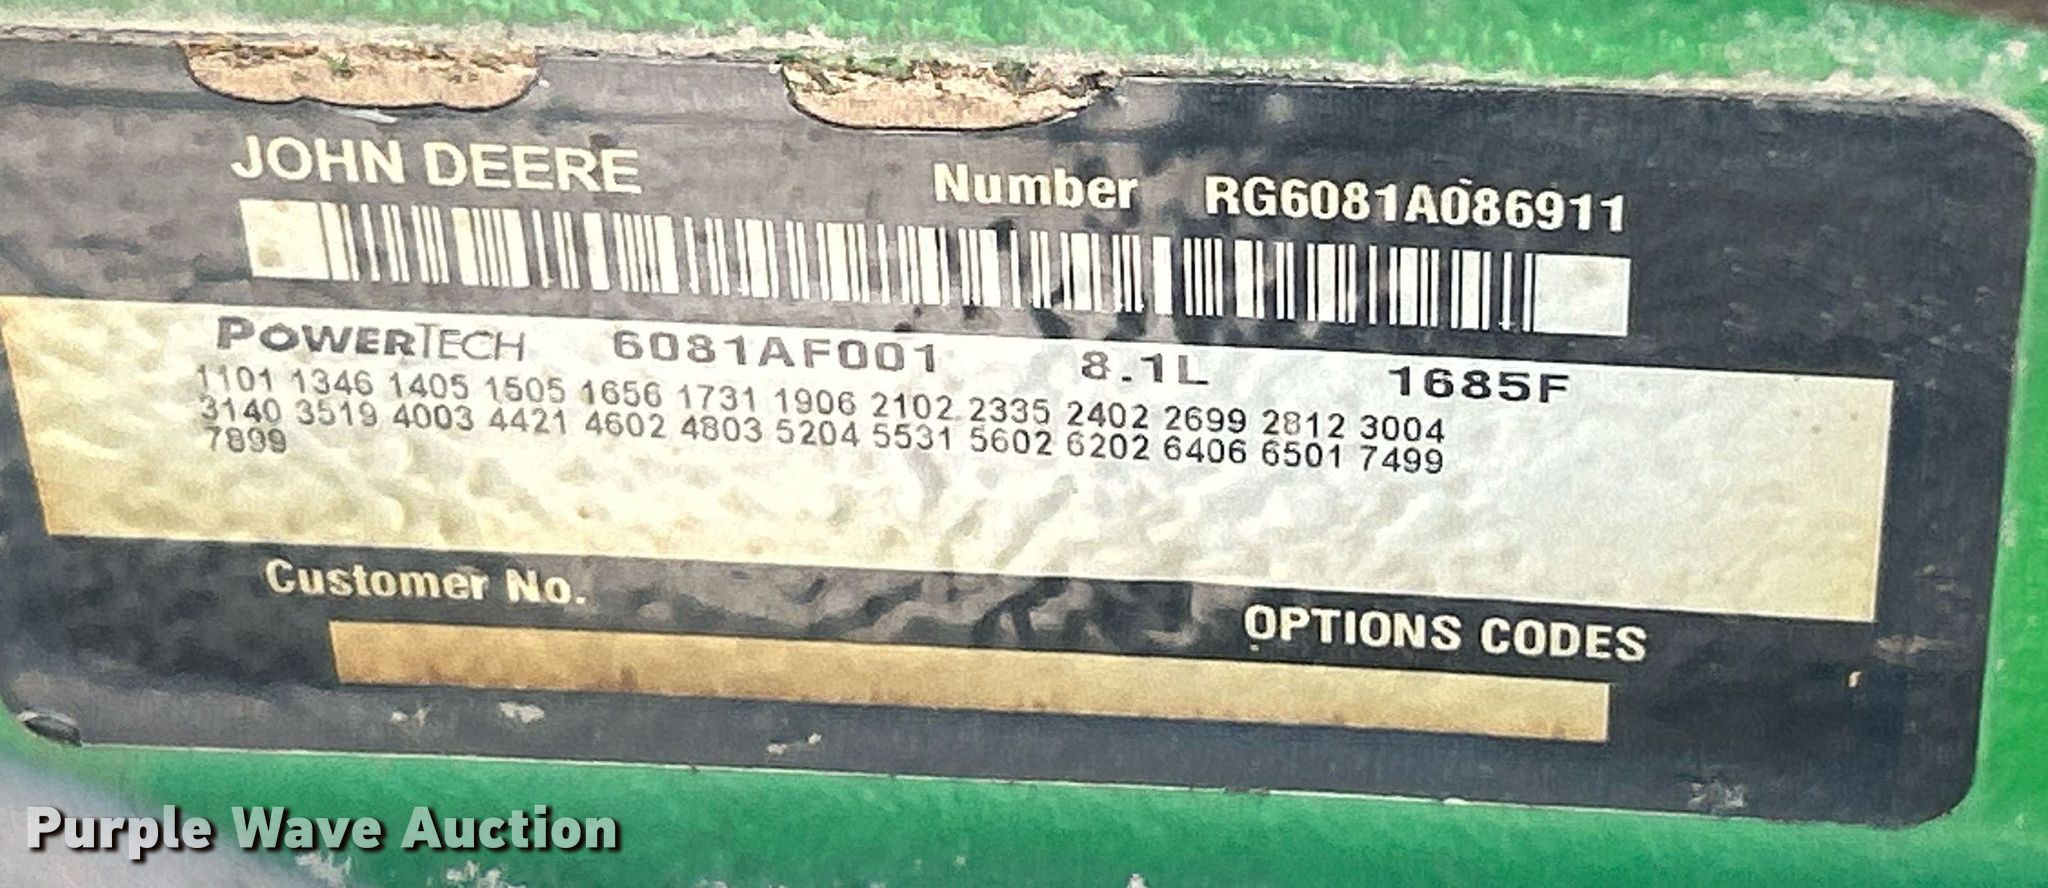 JOHN DEERE Number RG6081A086911
POWERTECH 6081AF001 8.1L 1685F
1101 1346 1405 1505 1656 1731 1906 2102 2335 2402 2699 2812 3004
3140 3519 4003 4421 4602 4803 5204 5531 5602 6202 6406 6501 7499
7899
Customer No.
OPTIONS CODES
Purple Wave Auction